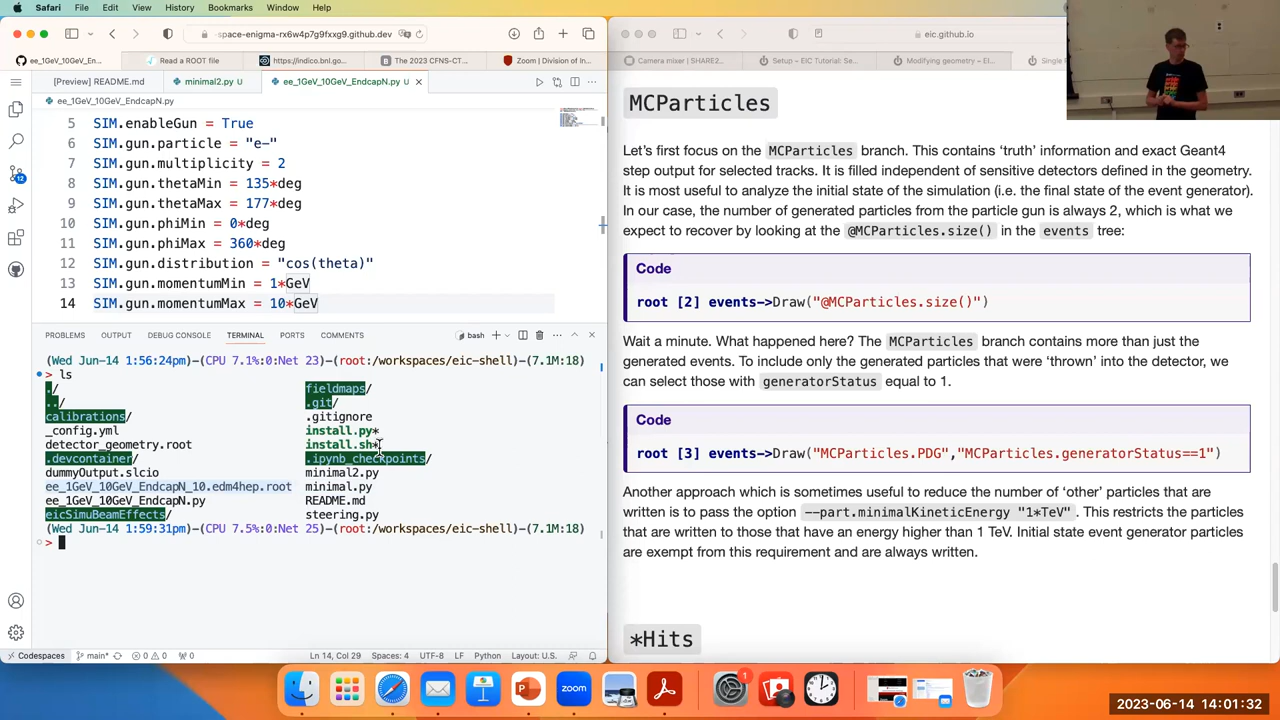 Safari File Edit View History Bookmarks Window Help
-space-enigma-rx6w4p7g9fxxg9.github.dev
eic.github.io
ee_1GeV_10GeV_En...
Read a ROOT file
https://indico.bnl.go...
The 2023 CFNS-CT...
Zoom | Division of In...
Camera mixer | SHARE2...
Setup – EIC Tutorial: Se...
Modifying geometry – EI...
[Preview] README.md
minimal2.py U
ee_1GeV_10GeV_EndcapN.py U
ee_1GeV_10GeV_EndcapN.py
5 SIM.enableGun = True
6 SIM.gun.particle = "e-"
7 SIM.gun.multiplicity = 2
8 SIM.gun.thetaMin = 135*deg
9 SIM.gun.thetaMax = 177*deg
10 SIM.gun.phiMin = 0*deg
11 SIM.gun.phiMax = 360*deg
12 SIM.gun.distribution = "cos(theta)"
13 SIM.gun.momentumMin = 1*GeV
14 SIM.gun.momentumMax = 10*GeV
12
PROBLEMS OUTPUT DEBUG CONSOLE TERMINAL PORTS COMMENTS
bash
(Wed Jun-14 1:56:24pm)-(CPU 7.1%:0:Net 23)-(root:/workspaces/eic-shell)-(7.1M:18)
> ls
./ fieldmaps/
../ .git/
calibrations/ .gitignore
_config.yml install.py*
detector_geometry.root install.sh*
.devcontainer/ .ipynb_checkpoints/
dummyOutput.slcio minimal2.py
ee_1GeV_10GeV_EndcapN_10.edm4hep.root minimal.py
ee_1GeV_10GeV_EndcapN.py README.md
eicSimuBeamEffects/ steering.py
(Wed Jun-14 1:59:31pm)-(CPU 7.5%:0:Net 25)-(root:/workspaces/eic-shell)-(7.1M:18)
>
Codespaces main* 0 0 0 Ln 14, Col 29 Spaces: 4 UTF-8 LF Python Layout: U.S.
MCParticles
Let's first focus on the MCParticles branch. This contains 'truth' information and exact Geant4
step output for selected tracks. It is filled independent of sensitive detectors defined in the geometry.
It is most useful to analyze the initial state of the simulation (i.e. the final state of the event generator).
In our case, the number of generated particles from the particle gun is always 2, which is what we
expect to recover by looking at the @MCParticles.size() in the events tree:
Code
root [2] events->Draw("@MCParticles.size()")
Wait a minute. What happened here? The MCParticles branch contains more than just the
generated events. To include only the generated particles that were 'thrown' into the detector, we
can select those with generatorStatus equal to 1.
Code
root [3] events->Draw("MCParticles.PDG","MCParticles.generatorStatus==1")
Another approach which is sometimes useful to reduce the number of 'other' particles that are
written is to pass the option --part.minimalKineticEnergy "1*TeV". This restricts the particles
that are written to those that have an energy higher than 1 TeV. Initial state event generator particles
are exempt from this requirement and are always written.
*Hits
zoom
1
2023-06-14 14:01:32